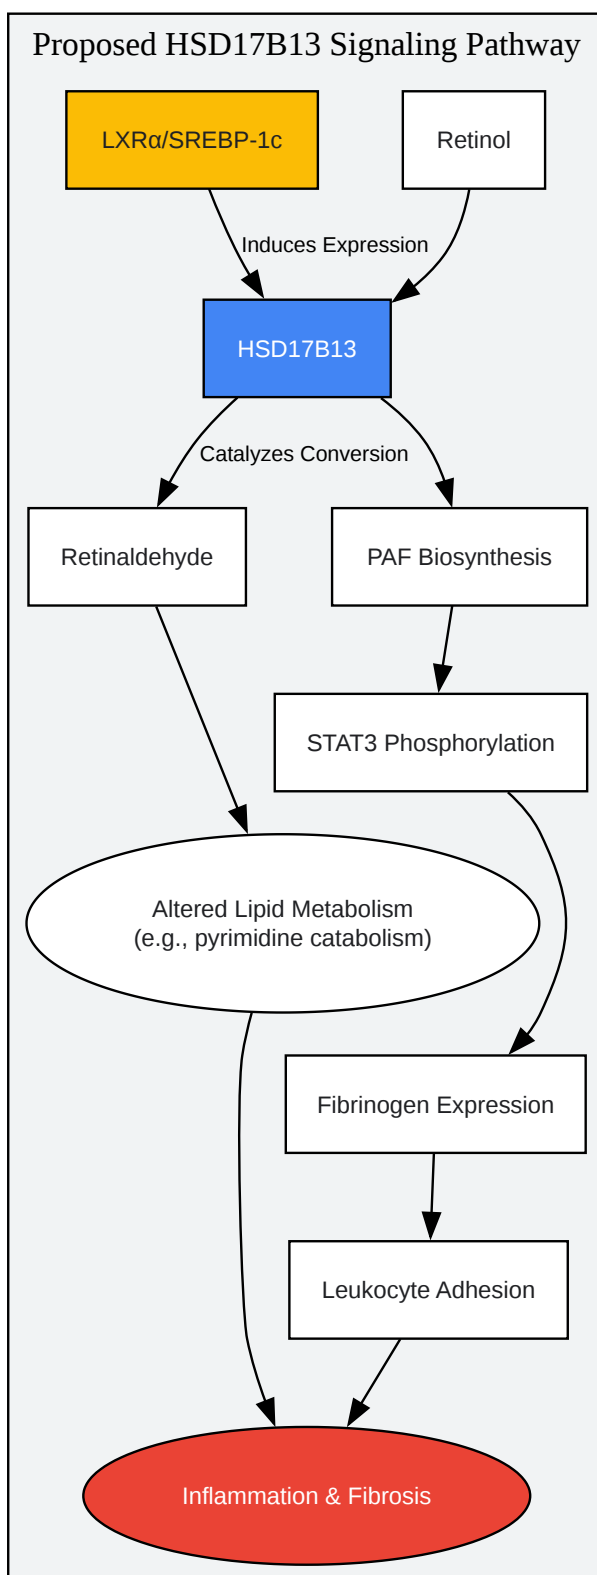 Proposed HSD17B13 Signaling Pathway
LXRα/SREBP-1c
Retinol
Induces Expression
HSD17B13
Catalyzes Conversion
Retinaldehyde
PAF Biosynthesis
STAT3 Phosphorylation
Altered Lipid Metabolism
(e.g., pyrimidine catabolism)
Fibrinogen Expression
Leukocyte Adhesion
Inflammation & Fibrosis